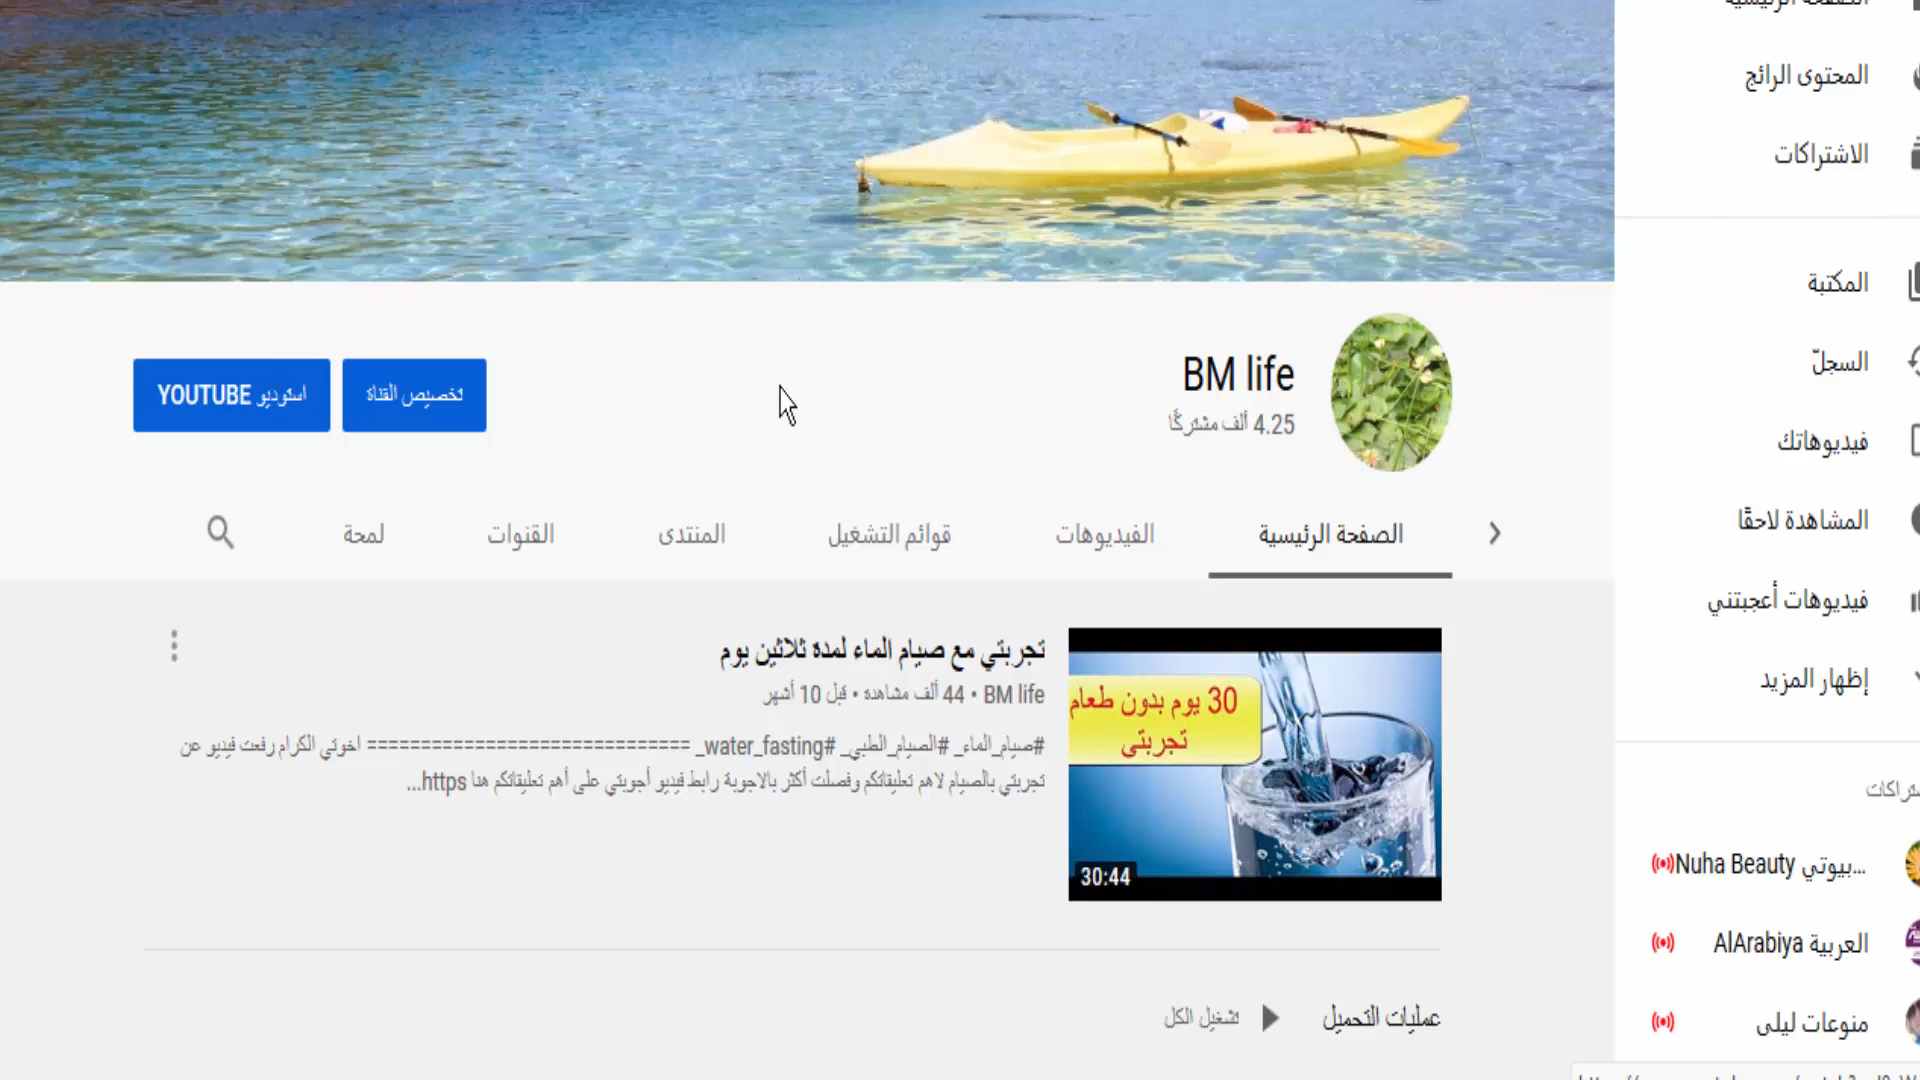 المحتوى الرائج
الاشتراكات
المكتبة
السجلّ
فيديوهاتك
المشاهدة لاحقًا
فيديوهات أعجبتني
إظهار المزيد
Nuha Beauty بيوتي...
العربية AlArabiya
منوعات ليلى
BM life
4.25 ألف مشتركًا
تخصيص القناة
استوديو YOUTUBE
الصفحة الرئيسية
الفيديوهات
قوائم التشغيل
المنتدى
القنوات
لمحة
30 يوم بدون طعام
تجربتى
30:44
تجربتي مع صيام الماء لمدة ثلاثين يوم
BM life • 44 ألف مشاهدة • قبل 10 أشهر
#صيام_الماء_ #الصيام_الطبي_ #water_fasting_ ============================== اخوتي الكرام رفعت فيديو عن
تجربتي بالصيام لاهم تعليقاتكم وفصلت أكثر بالاجوبة رابط فيديو أجوبتي على أهم تعليقاتكم هنا https...
عمليات التحميل
تشغيل الكل